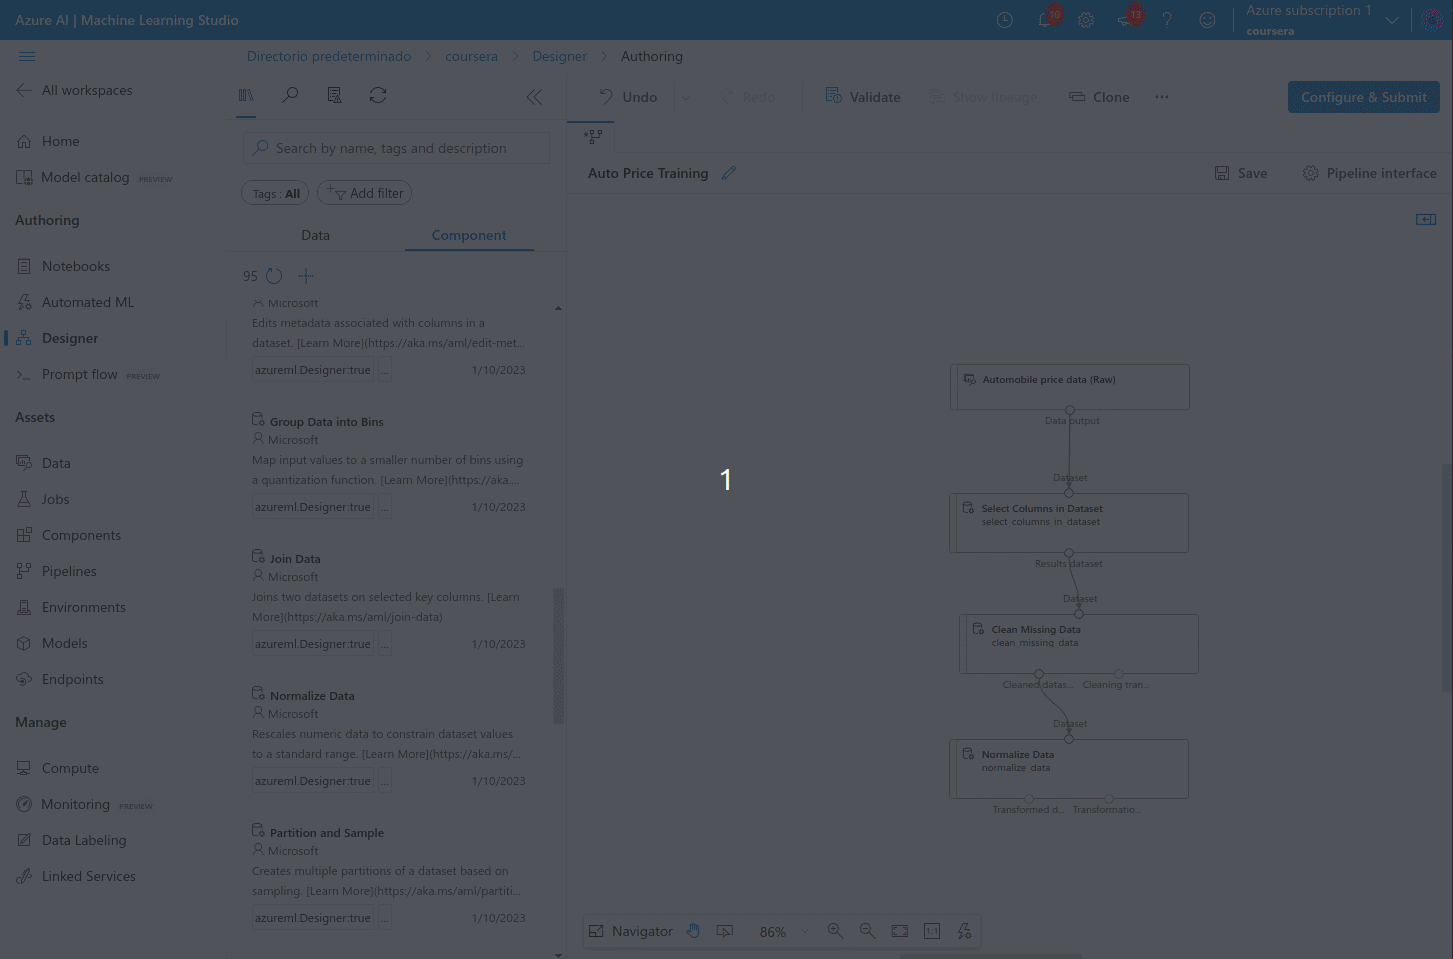 Azure AI | Machine Learning Studio
10
13
Azure subscription 1
coursera
All workspaces
Home
Model catalog PREVIEW
Authoring
Notebooks
Automated ML
Designer
Prompt flow PREVIEW
Assets
Data
Jobs
Components
Pipelines
Environments
Models
Endpoints
Manage
Compute
Monitoring PREVIEW
Data Labeling
Linked Services
Directorio predeterminado > coursera > Designer > Authoring
Search by name, tags and description
Tags : All
Add filter
Data
Component
95
Microsoft
Edits metadata associated with columns in a
dataset. [Learn More](https://aka.ms/aml/edit-met...
azureml.Designer:true ... 1/10/2023
Group Data into Bins
Microsoft
Map input values to a smaller number of bins using
a quantization function. [Learn More](https://aka....
azureml.Designer:true ... 1/10/2023
Join Data
Microsoft
Joins two datasets on selected key columns. [Learn
More](https://aka.ms/aml/join-data)
azureml.Designer:true ... 1/10/2023
Normalize Data
Microsoft
Rescales numeric data to constrain dataset values
to a standard range. [Learn More](https://aka.ms/...
azureml.Designer:true ... 1/10/2023
Partition and Sample
Microsoft
Creates multiple partitions of a dataset based on
sampling. [Learn More](https://aka.ms/aml/partiti...
azureml.Designer:true ... 1/10/2023
Undo
Redo
Validate
Show lineage
Clone
Configure & Submit
Auto Price Training
Save
Pipeline interface
Automobile price data (Raw)
Data output
Dataset
Select Columns in Dataset
select_columns_in_dataset
Results dataset
Dataset
Clean Missing Data
clean_missing_data
Cleaned datas...
Cleaning tran...
Dataset
Normalize Data
normalize_data
Transformed d...
Transformatio...
1
Navigator
86%
1:1